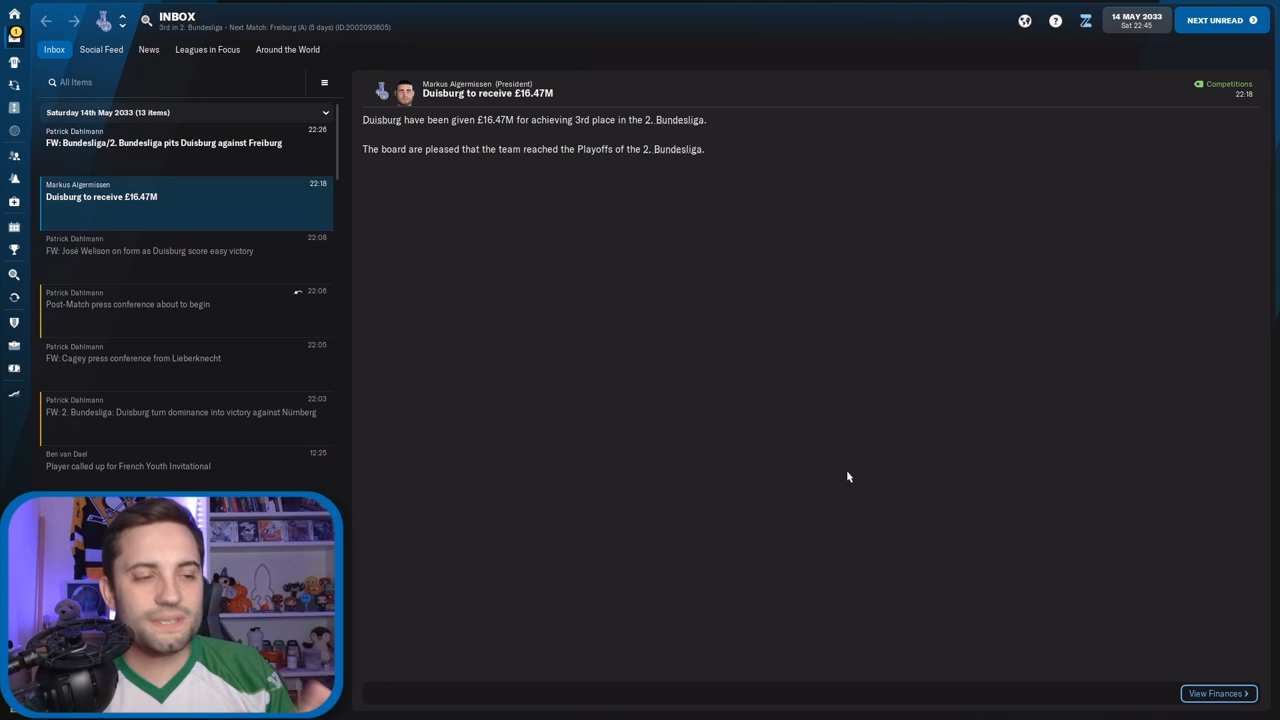 INBOX
3rd in 2. Bundesliga - Next Match: Freiburg (A) (5 days) (ID:2002093605)
1
14 MAY 2033
Sat 22:45
NEXT UNREAD
Inbox
Social Feed
News
Leagues in Focus
Around the World
All Items
Saturday 14th May 2033 (13 items)
Patrick Dahlmann
22:26
FW: Bundesliga/2. Bundesliga pits Duisburg against Freiburg
Markus Algermissen
22:18
Duisburg to receive £16.47M
Patrick Dahlmann
22:08
FW: José Welison on form as Duisburg score easy victory
Patrick Dahlmann
22:06
Post-Match press conference about to begin
Patrick Dahlmann
22:05
FW: Cagey press conference from Lieberknecht
Patrick Dahlmann
22:03
FW: 2. Bundesliga: Duisburg turn dominance into victory against Nürnberg
Ben van Dael
12:25
Player called up for French Youth Invitational
Markus Algermissen (President)
Duisburg to receive £16.47M
Competitions
22:18
Duisburg have been given £16.47M for achieving 3rd place in the 2. Bundesliga.
The board are pleased that the team reached the Playoffs of the 2. Bundesliga.
View Finances